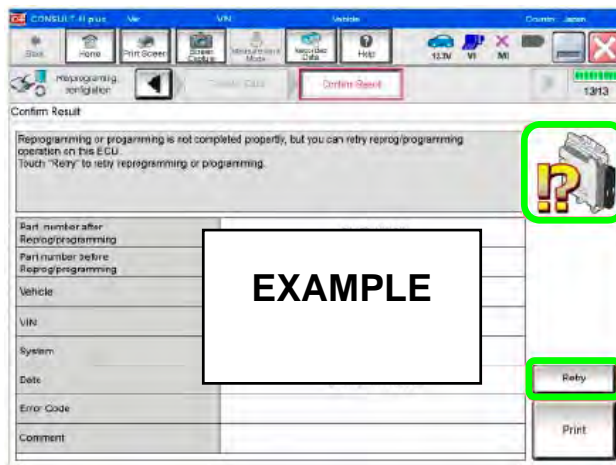 CONSULT-III plus Ver. VIN Vehicle Country Japan
Back Home Print Screen Screen Capture Measurement Mode Recorded Data Help 13.3V VI MI
Reprogramming configuration Confirm Result 13/13
Confirm Result
Reprogramming or programming is not completed properly, but you can retry reprog/programming
operation on this ECU.
Touch "Retry" to retry reprogramming or programming.
!?
Part number after
Reprog/programming
Part number before
Reprog/programming
EXAMPLE
Vehicle
VIN
System
Date
Retry
Error Code
Comment
Print